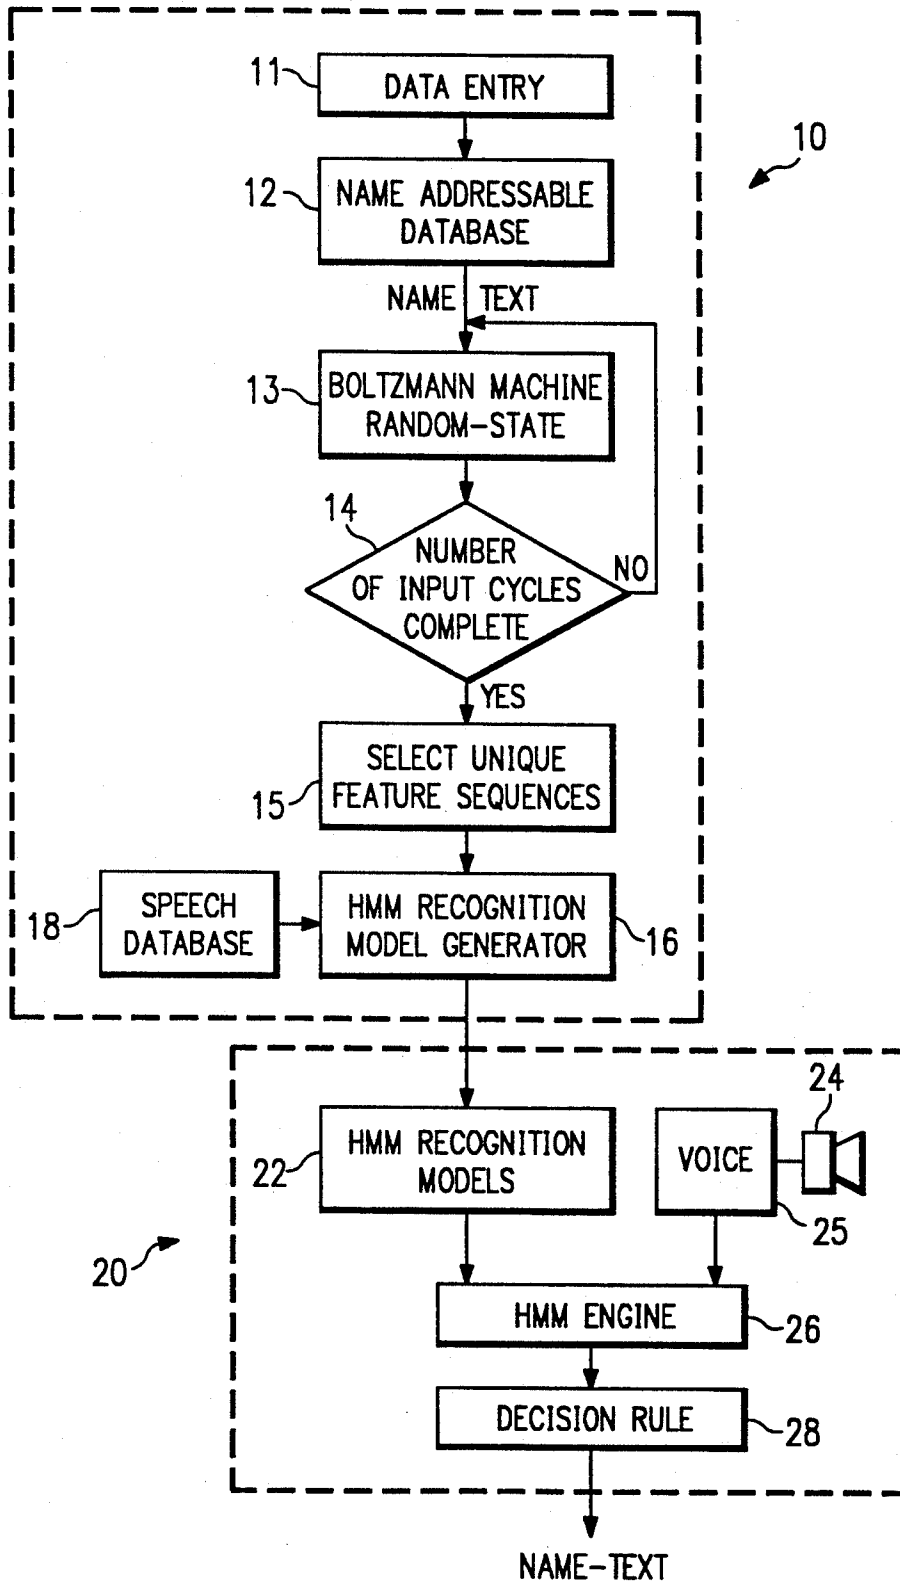 11
DATA ENTRY
10
12
NAME ADDRESSABLE
DATABASE
NAME TEXT
13
BOLTZMANN MACHINE
RANDOM-STATE
14
NUMBER
OF INPUT CYCLES
COMPLETE
NO
YES
15
SELECT UNIQUE
FEATURE SEQUENCES
18
SPEECH
DATABASE
HMM RECOGNITION
MODEL GENERATOR
16
24
22
HMM RECOGNITION
MODELS
VOICE
25
20
HMM ENGINE
26
DECISION RULE
28
NAME-TEXT